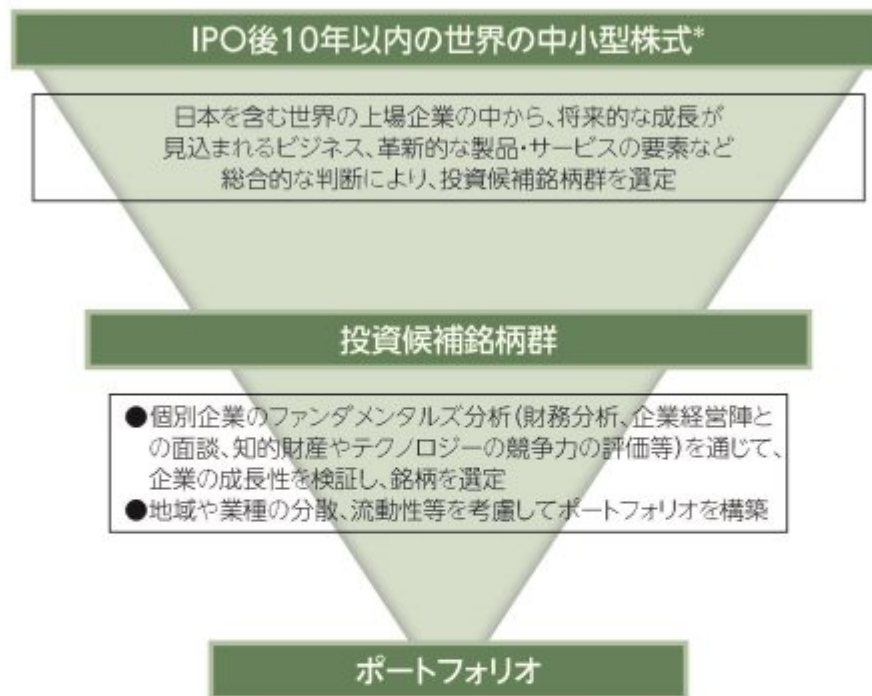 IPO後10年以内の世界の中小型株式*
日本を含む世界の上場企業の中から、将来的な成長が
見込まれるビジネス、革新的な製品・サービスの要素など
総合的な判断により、投資候補銘柄群を選定
投資候補銘柄群
●個別企業のファンダメンタルズ分析(財務分析、企業経営陣と
の面談、知的財産やテクノロジーの競争力の評価等)を通じて、
企業の成長性を検証し、銘柄を選定
●地域や業種の分散、流動性等を考慮してポートフォリオを構築
ポートフォリオ